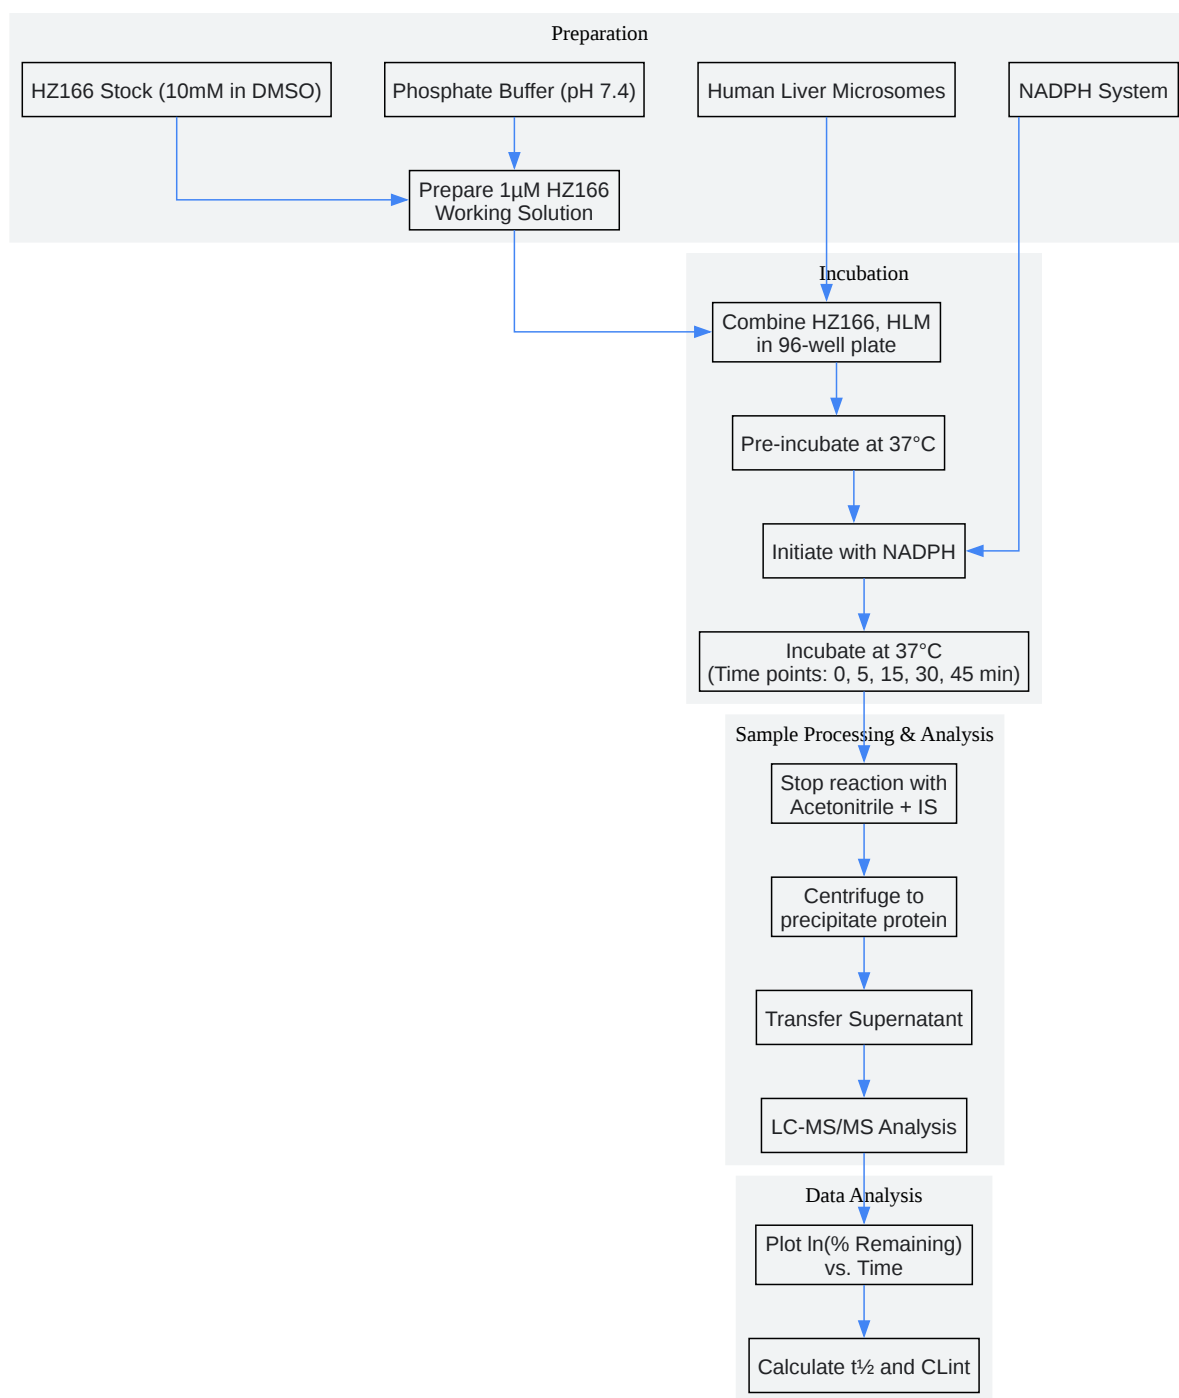 Preparation
HZ166 Stock (10mM in DMSO)
Phosphate Buffer (pH 7.4)
Human Liver Microsomes
NADPH System
Prepare 1µM HZ166
Working Solution
Incubation
Combine HZ166, HLM
in 96-well plate
Pre-incubate at 37°C
Initiate with NADPH
Incubate at 37°C
(Time points: 0, 5, 15, 30, 45 min)
Sample Processing & Analysis
Stop reaction with
Acetonitrile + IS
Centrifuge to
precipitate protein
Transfer Supernatant
LC-MS/MS Analysis
Data Analysis
Plot ln(% Remaining)
vs. Time
Calculate t½ and CLint